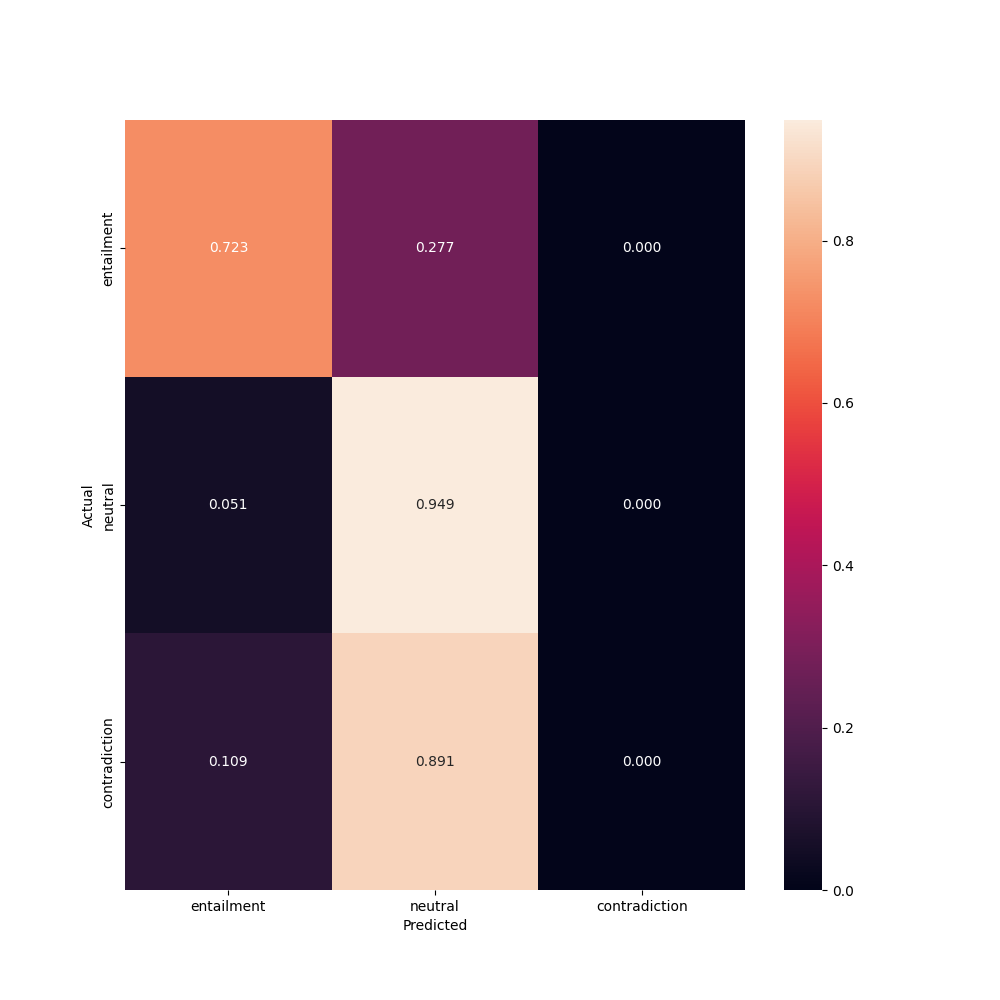 entailment
0.723 0.277 0.000
Actual
neutral
0.051 0.949 0.000
contradiction
0.109 0.891 0.000
entailment neutral contradiction
Predicted
0.8
0.6
0.4
0.2
0.0